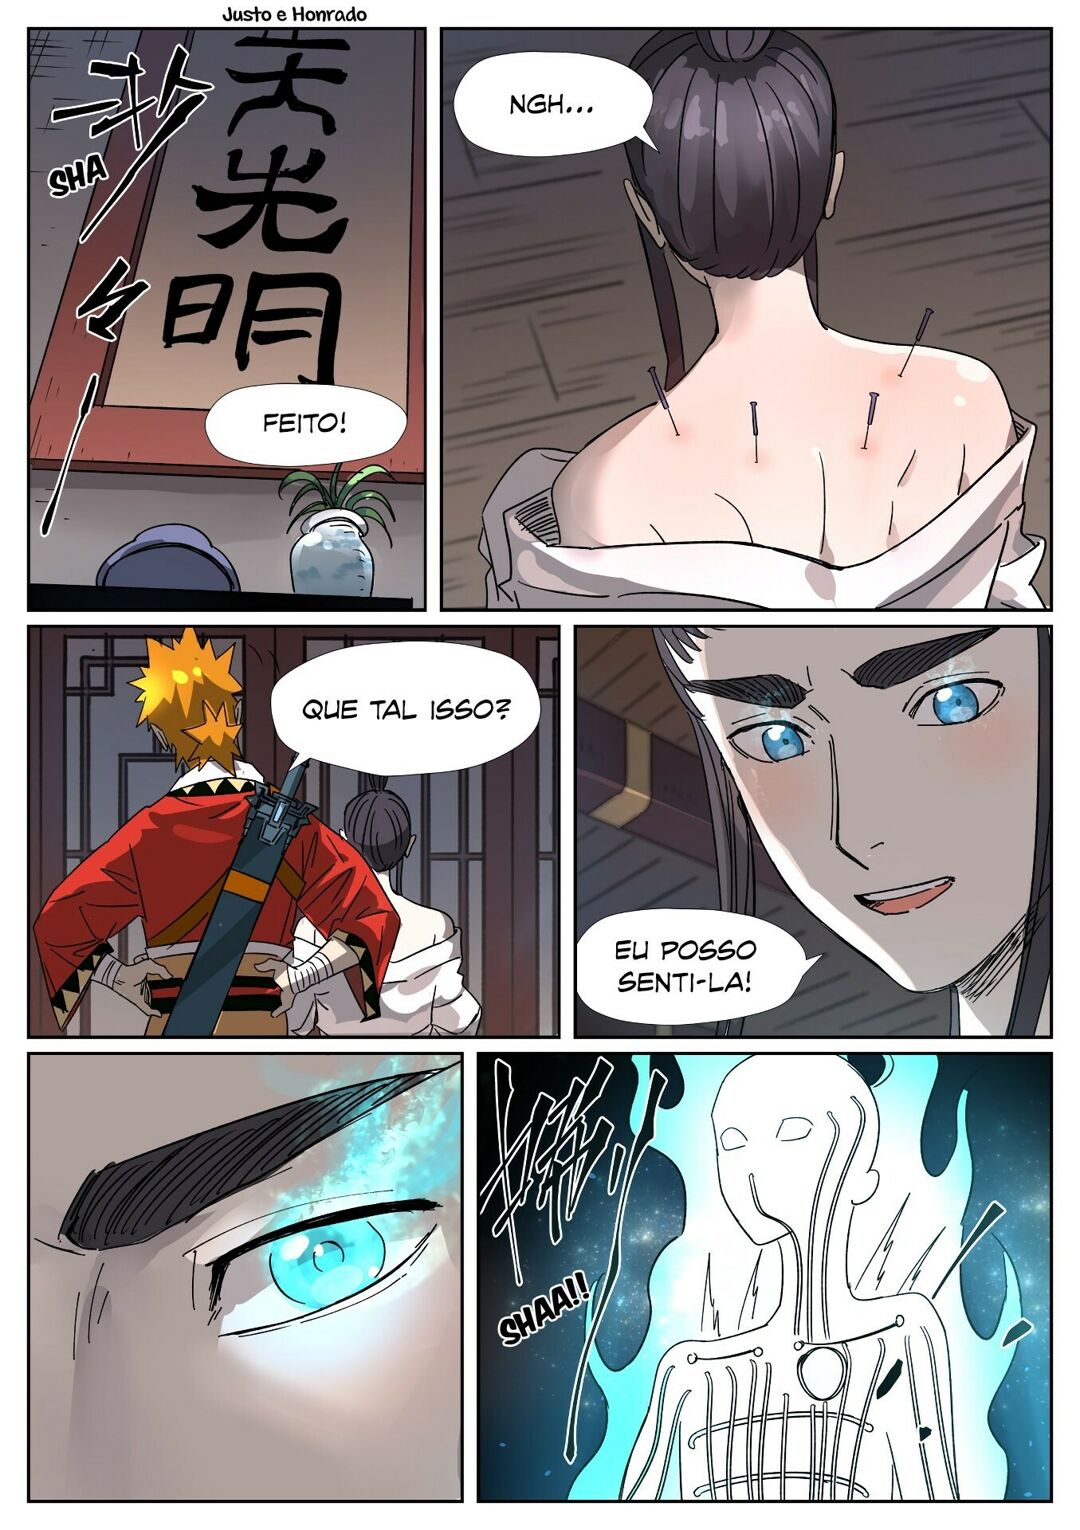 Justo e Honrado
光明
SHA
FEITO!
NGH...
QUE TAL ISSO?
EU POSSO
SENTI-LA!
SHAA!!